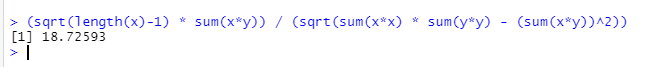 > (sqrt(length(x)-1) * sum(x*y)) / (sqrt(sum(x*x) * sum(y*y) - (sum(x*y))^2))
[1] 18.72593
>